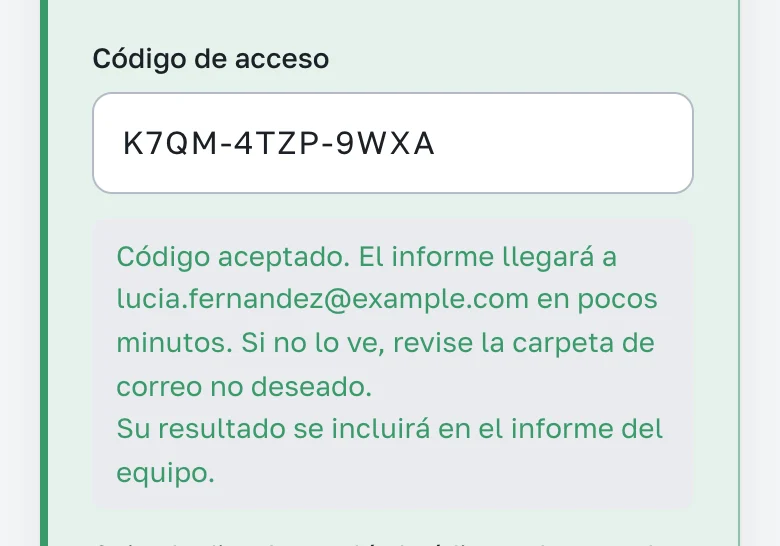 Código de acceso
K7QM-4TZP-9WXA
Código aceptado. El informe llegará a
lucia.fernandez@example.com en pocos
minutos. Si no lo ve, revise la carpeta de
correo no deseado.
Su resultado se incluirá en el informe del
equipo.